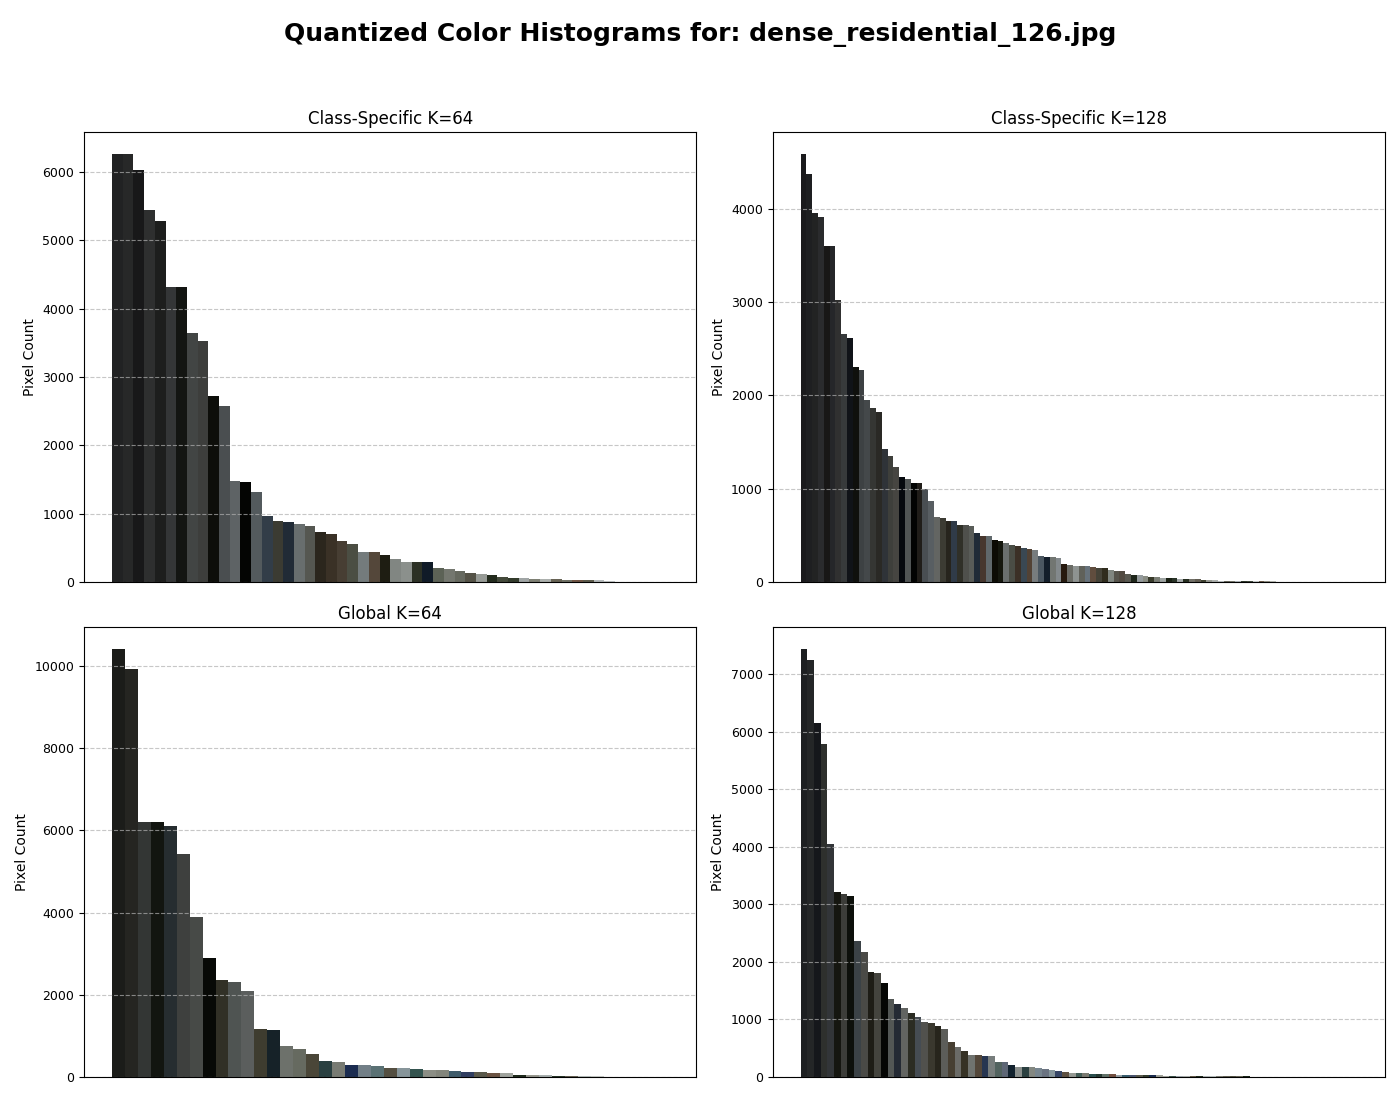 Quantized Color Histograms for: dense_residential_126.jpg
Class-Specific K=64
Class-Specific K=128
6000
5000
4000
3000
2000
1000
0
Pixel Count
4000
3000
2000
1000
0
Pixel Count
Global K=64
Global K=128
10000
8000
6000
4000
2000
0
Pixel Count
7000
6000
5000
4000
3000
2000
1000
0
Pixel Count